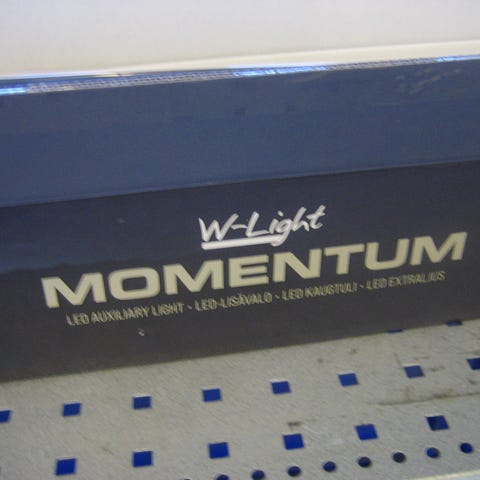 W-Light
MOMENTUM
LED AUXILIARY LIGHT - LED-LISÄVALO - LED KAUGTULI - LED EXTRALJUS